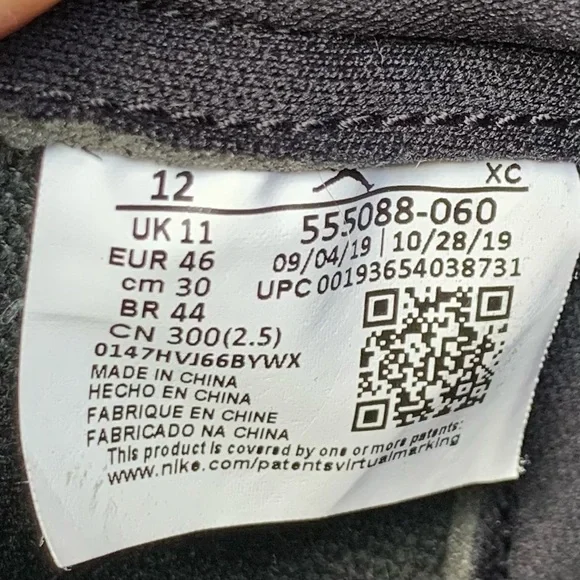 12
XC
UK 11
EUR 46
cm 30
BR 44
CN 300(2.5)
555088-060
09/04/19 | 10/28/19
UPC 00193654038731
0147HVJ66BYWX
MADE IN CHINA
HECHO EN CHINA
FABRIQUE EN CHINE
FABRICADO NA CHINA
This product is covered by one or more patents:
www.nike.com/patentsvirtualmarking